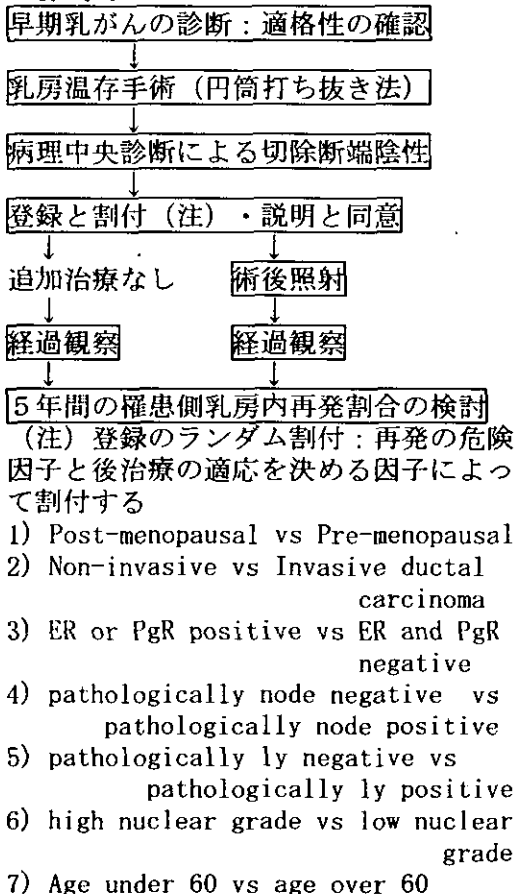 早期乳がんの診断：適格性の確認
↓
乳房温存手術（円筒打ち抜き法）
↓
病理中央診断による切除断端陰性
↓
登録と割付（注）・説明と同意
↓ ↓
追加治療なし 術後照射
↓ ↓
経過観察 経過観察
↓ ↓
5年間の罹患側乳房内再発割合の検討
（注）登録のランダム割付：再発の危険
因子と後治療の適応を決める因子によっ
て割付する
1) Post-menopausal vs Pre-menopausal
2) Non-invasive vs Invasive ductal
carcinoma
3) ER or PgR positive vs ER and PgR
negative
4) pathologically node negative vs
pathologically node positive
5) pathologically ly negative vs
pathologically ly positive
6) high nuclear grade vs low nuclear
grade
7) Age under 60 vs age over 60